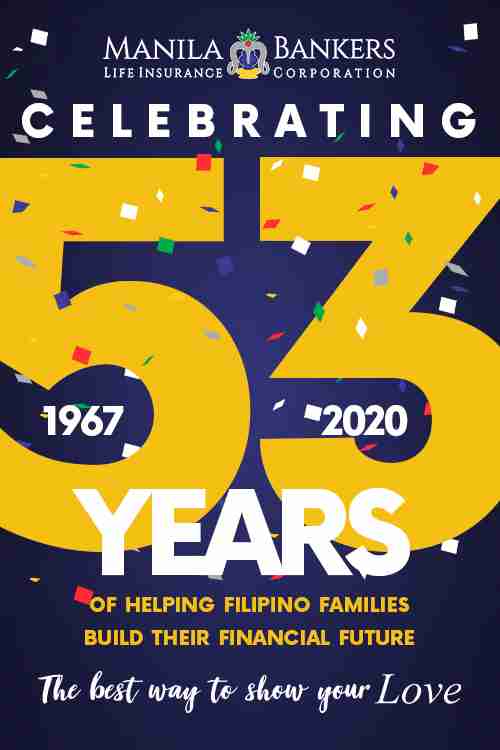 MANILA BANKERS
LIFE INSURANCE CORPORATION
CELEBRATING
53
1967 2020
YEARS
OF HELPING FILIPINO FAMILIES
BUILD THEIR FINANCIAL FUTURE
The best way to show your Love